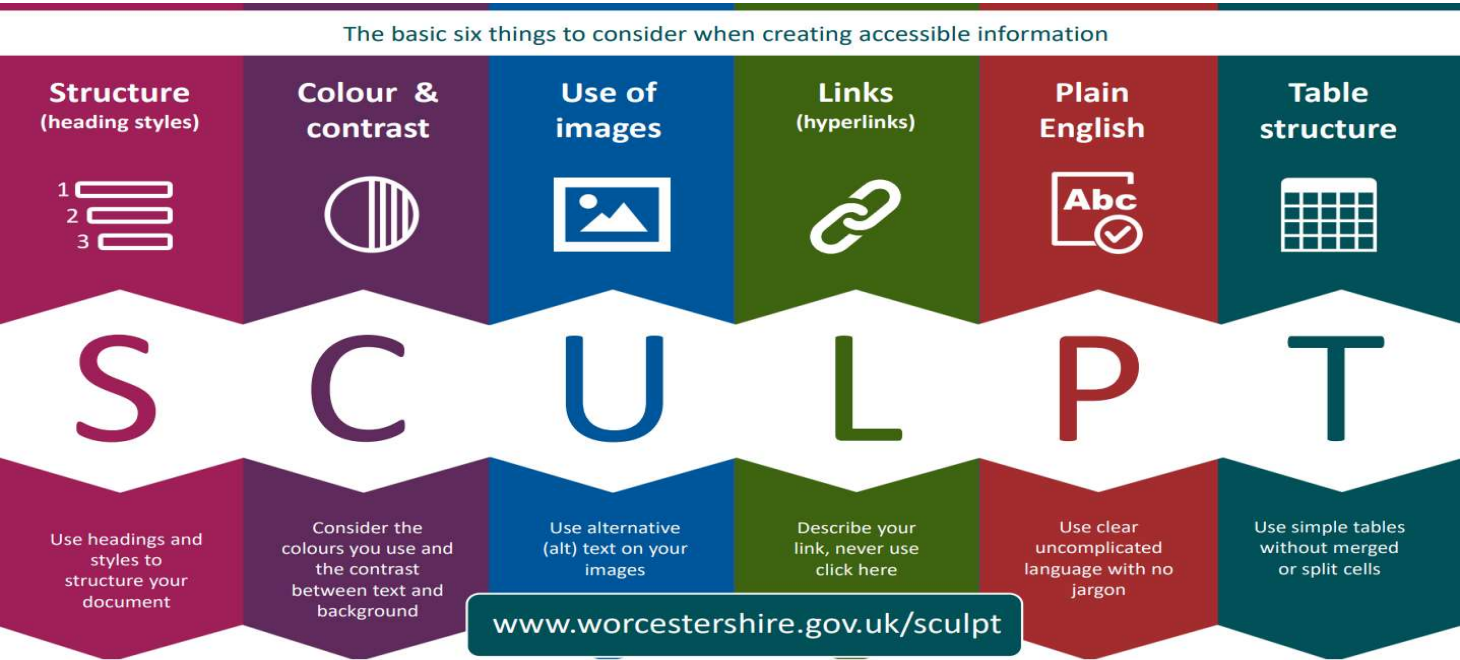 The basic six things to consider when creating accessible information
Structure
(heading styles)
1
2
3
S
Use headings and
styles to
structure your
document
Colour &
contrast
C
Consider the
colours you use and
the contrast
between text and
background
Use of
images
U
Use alternative
(alt) text on your
images
Links
(hyperlinks)
L
Describe your
link, never use
click here
Plain
English
Abc
P
Use clear
uncomplicated
language with no
jargon
Table
structure
T
Use simple tables
without merged
or split cells
www.worcestershire.gov.uk/sculpt